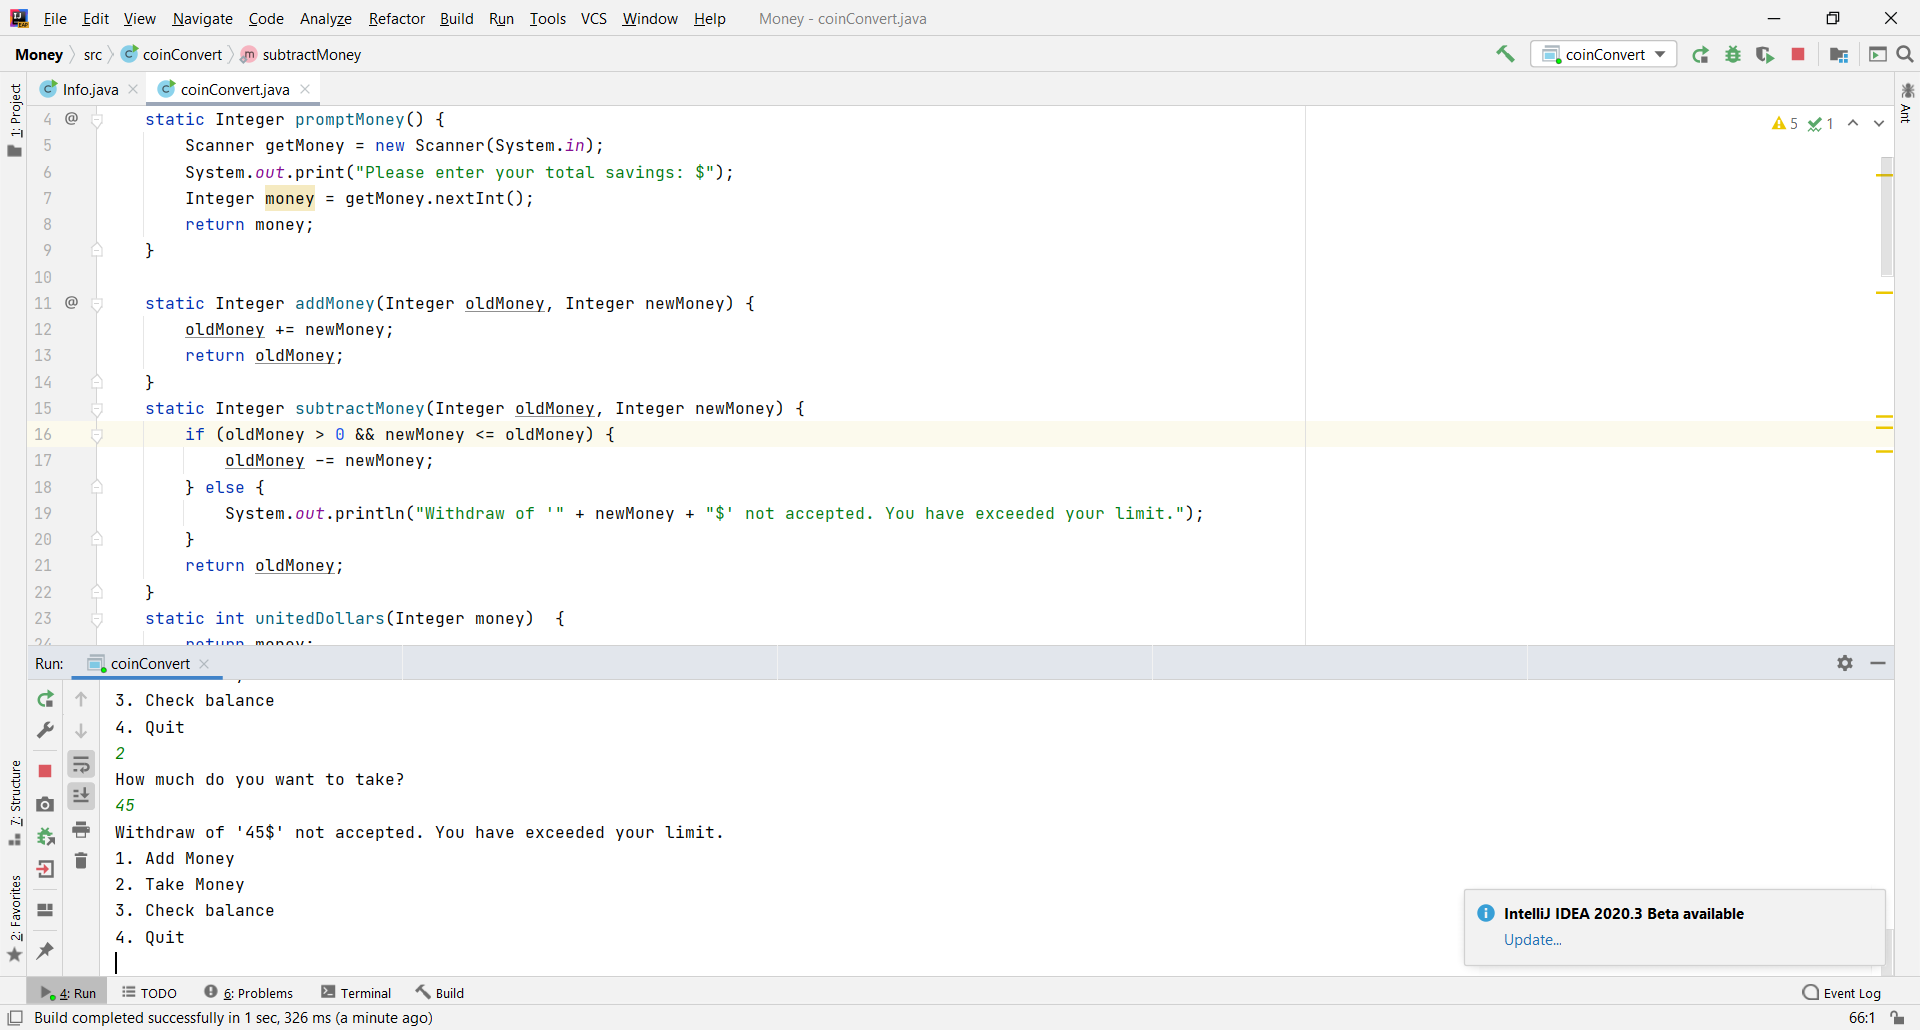 File Edit View Navigate Code Analyze Refactor Build Run Tools VCS Window Help Money - coinConvert.java
Money src coinConvert subtractMoney coinConvert
Info.java coinConvert.java
1: Project
Ant
5 1
4 @ static Integer promptMoney() {
5 Scanner getMoney = new Scanner(System.in);
6 System.out.print("Please enter your total savings: $");
7 Integer money = getMoney.nextInt();
8 return money;
9 }
10
11 @ static Integer addMoney(Integer oldMoney, Integer newMoney) {
12 oldMoney += newMoney;
13 return oldMoney;
14 }
15 static Integer subtractMoney(Integer oldMoney, Integer newMoney) {
16 if (oldMoney > 0 && newMoney <= oldMoney) {
17 oldMoney -= newMoney;
18 } else {
19 System.out.println("Withdraw of '" + newMoney + "$' not accepted. You have exceeded your limit.");
20 }
21 return oldMoney;
22 }
23 static int unitedDollars(Integer money) {
24 return money;
Run: coinConvert
3. Check balance
4. Quit
2
How much do you want to take?
45
Withdraw of '45$' not accepted. You have exceeded your limit.
1. Add Money
2. Take Money
3. Check balance
4. Quit
7: Structure
2: Favorites
IntelliJ IDEA 2020.3 Beta available
Update...
4: Run TODO 6: Problems Terminal Build Event Log
Build completed successfully in 1 sec, 326 ms (a minute ago) 66:1